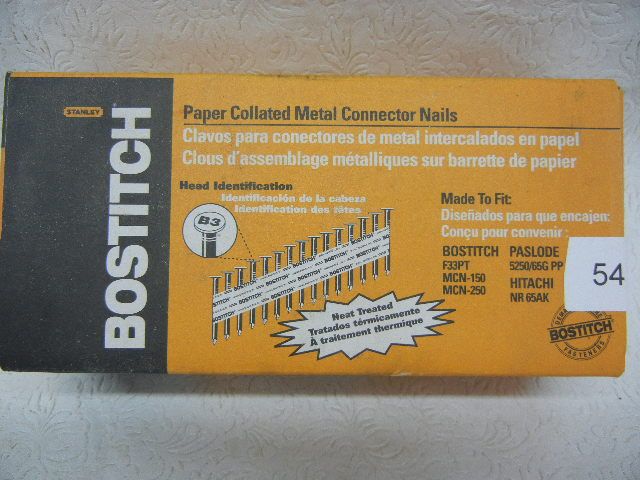 STANLEY
BOSTITCH
Paper Collated Metal Connector Nails
Clavos para conectores de metal intercalados en papel
Clous d'assemblage métalliques sur barrette de papier
Head Identification
Identificación de la cabeza
Identification des têtes
B3
BOSTITCH BOSTITCH BOSTITCH
Heat Treated
Tratados térmicamente
À traitement thermique
Made To Fit:
Diseñados para que encajen:
Conçu pour convenir:
BOSTITCH
F33PT
MCN-150
MCN-250
PASLODE
5250/65G PP
HITACHI
NR 65AK
54
BOSTITCH
FASTENERS